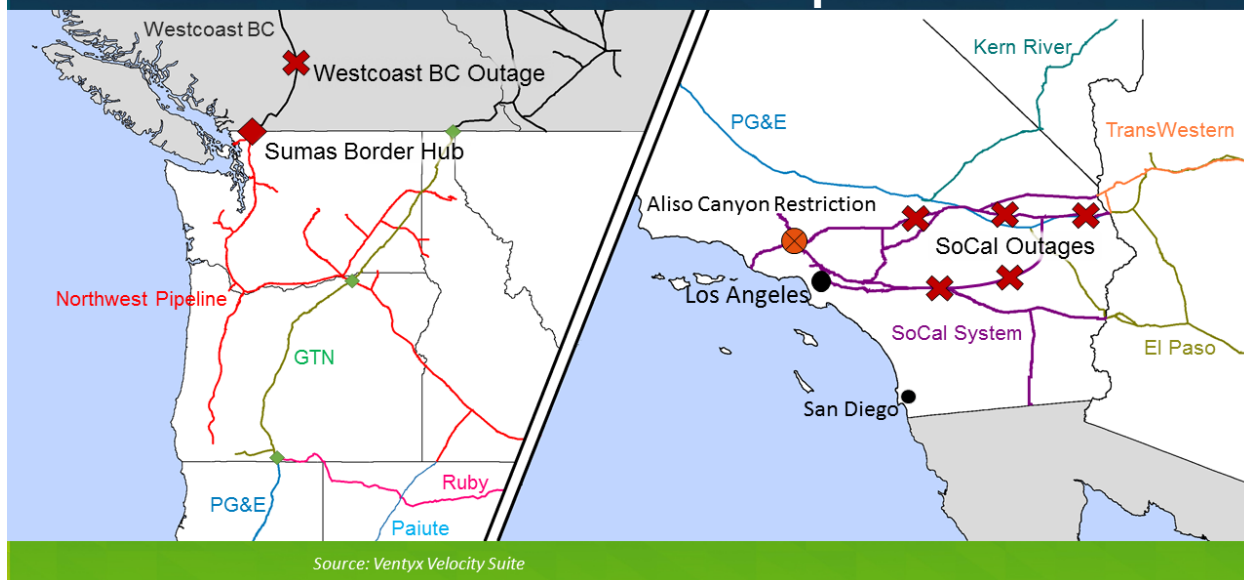 Westcoast BC
Westcoast BC Outage
Sumas Border Hub
Northwest Pipeline
GTN
PG&E
Ruby
Paiute
Kern River
PG&E
TransWestern
Aliso Canyon Restriction
SoCal Outages
Los Angeles
SoCal System
El Paso
San Diego
Source: Ventyx Velocity Suite